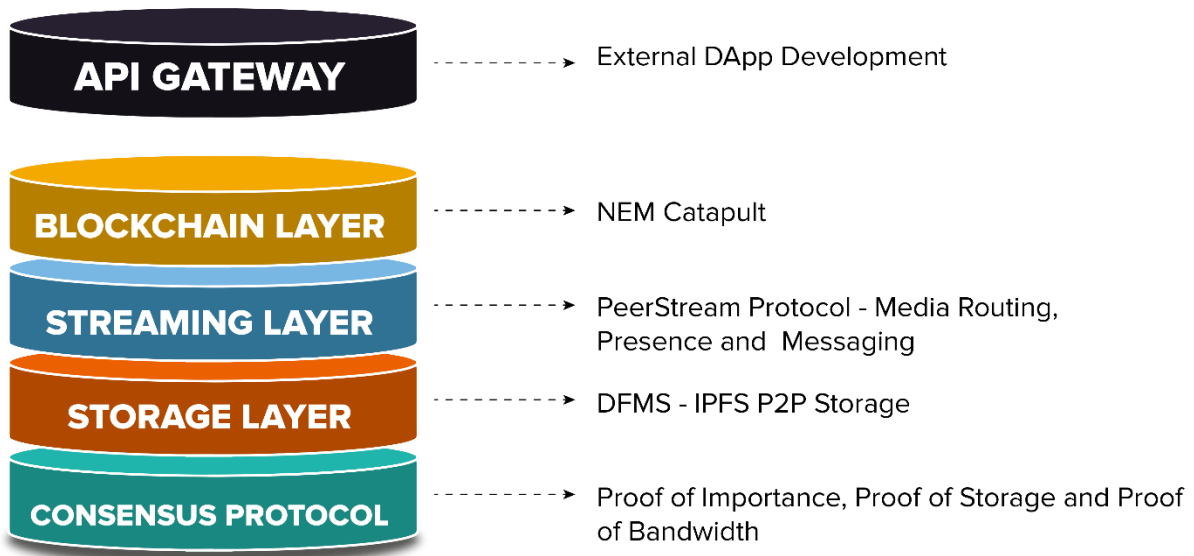 API GATEWAY
External DApp Development
BLOCKCHAIN LAYER
NEM Catapult
STREAMING LAYER
PeerStream Protocol - Media Routing,
Presence and Messaging
STORAGE LAYER
DFMS - IPFS P2P Storage
CONSENSUS PROTOCOL
Proof of Importance, Proof of Storage and Proof
of Bandwidth